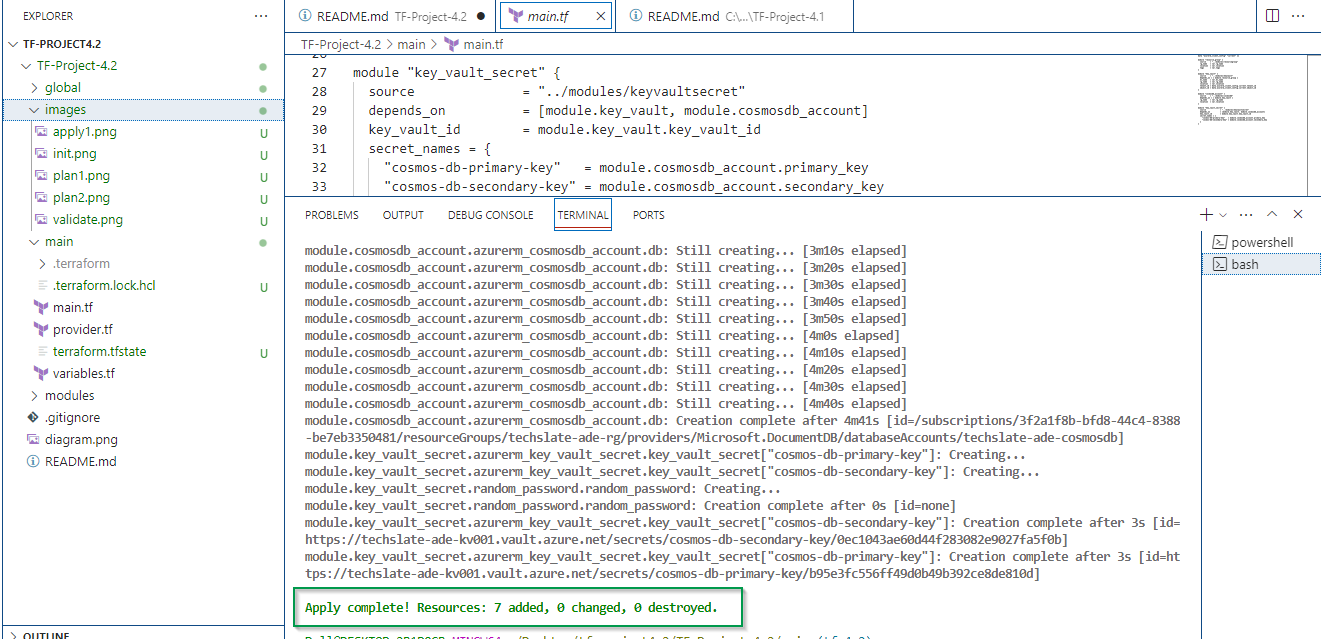 EXPLORER
TF-PROJECT4.2
TF-Project-4.2
global
images
apply1.png U
init.png U
plan1.png U
plan2.png U
validate.png U
main
.terraform
.terraform.lock.hcl U
main.tf
provider.tf
terraform.tfstate U
variables.tf
modules
.gitignore
diagram.png
README.md
OUTLINE
README.md TF-Project-4.2 main.tf README.md C:\...\TF-Project-4.1
TF-Project-4.2 > main > main.tf
27 module "key_vault_secret" {
28 source = "../modules/keyvaultsecret"
29 depends_on = [module.key_vault, module.cosmosdb_account]
30 key_vault_id = module.key_vault.key_vault_id
31 secret_names = {
32 "cosmos-db-primary-key" = module.cosmosdb_account.primary_key
33 "cosmos-db-secondary-key" = module.cosmosdb_account.secondary_key
PROBLEMS OUTPUT DEBUG CONSOLE TERMINAL PORTS
powershell
bash
module.cosmosdb_account.azurerm_cosmosdb_account.db: Still creating... [3m10s elapsed]
module.cosmosdb_account.azurerm_cosmosdb_account.db: Still creating... [3m20s elapsed]
module.cosmosdb_account.azurerm_cosmosdb_account.db: Still creating... [3m30s elapsed]
module.cosmosdb_account.azurerm_cosmosdb_account.db: Still creating... [3m40s elapsed]
module.cosmosdb_account.azurerm_cosmosdb_account.db: Still creating... [3m50s elapsed]
module.cosmosdb_account.azurerm_cosmosdb_account.db: Still creating... [4m0s elapsed]
module.cosmosdb_account.azurerm_cosmosdb_account.db: Still creating... [4m10s elapsed]
module.cosmosdb_account.azurerm_cosmosdb_account.db: Still creating... [4m20s elapsed]
module.cosmosdb_account.azurerm_cosmosdb_account.db: Still creating... [4m30s elapsed]
module.cosmosdb_account.azurerm_cosmosdb_account.db: Still creating... [4m40s elapsed]
module.cosmosdb_account.azurerm_cosmosdb_account.db: Creation complete after 4m41s [id=/subscriptions/3f2a1f8b-bfd8-44c4-8388
-be7eb3350481/resourceGroups/techslate-ade-rg/providers/Microsoft.DocumentDB/databaseAccounts/techslate-ade-cosmosdb]
module.key_vault_secret.azurerm_key_vault_secret.key_vault_secret["cosmos-db-primary-key"]: Creating...
module.key_vault_secret.azurerm_key_vault_secret.key_vault_secret["cosmos-db-secondary-key"]: Creating...
module.key_vault_secret.random_password.random_password: Creating...
module.key_vault_secret.random_password.random_password: Creation complete after 0s [id=none]
module.key_vault_secret.azurerm_key_vault_secret.key_vault_secret["cosmos-db-secondary-key"]: Creation complete after 3s [id=
https://techslate-ade-kv001.vault.azure.net/secrets/cosmos-db-secondary-key/0ec1043ae60d44f283082e9027fa5f0b]
module.key_vault_secret.azurerm_key_vault_secret.key_vault_secret["cosmos-db-primary-key"]: Creation complete after 3s [id=ht
tps://techslate-ade-kv001.vault.azure.net/secrets/cosmos-db-primary-key/b95e3fc556ff49d0b49b392ce8de810d]
Apply complete! Resources: 7 added, 0 changed, 0 destroyed.